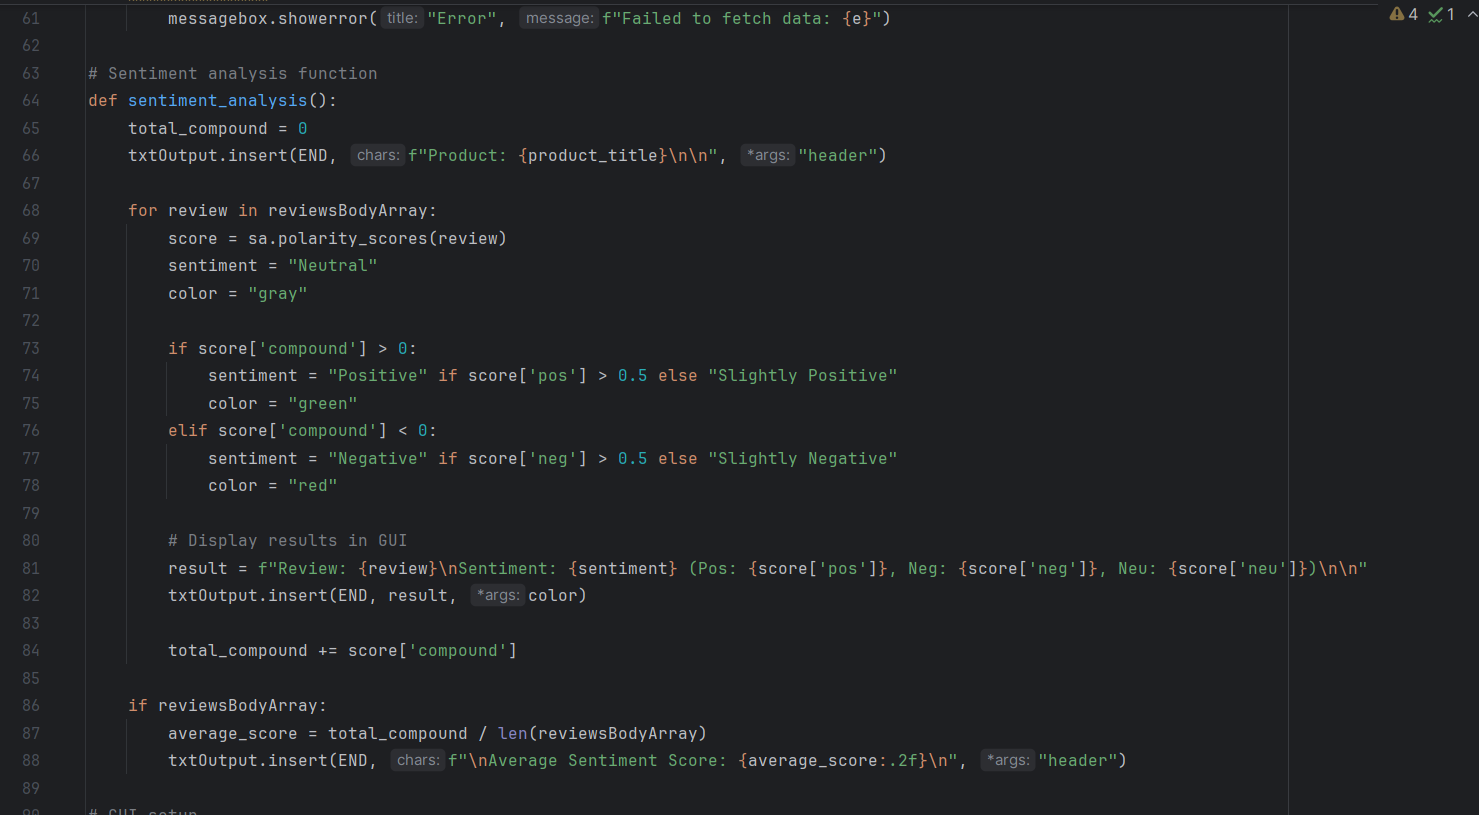 4 1
61 messagebox.showerror( title: "Error", message: f"Failed to fetch data: {e}")
62
63 # Sentiment analysis function
64 def sentiment_analysis():
65 total_compound = 0
66 txtOutput.insert(END, chars: f"Product: {product_title}\n\n", *args: "header")
67
68 for review in reviewsBodyArray:
69 score = sa.polarity_scores(review)
70 sentiment = "Neutral"
71 color = "gray"
72
73 if score['compound'] > 0:
74 sentiment = "Positive" if score['pos'] > 0.5 else "Slightly Positive"
75 color = "green"
76 elif score['compound'] < 0:
77 sentiment = "Negative" if score['neg'] > 0.5 else "Slightly Negative"
78 color = "red"
79
80 # Display results in GUI
81 result = f"Review: {review}\nSentiment: {sentiment} (Pos: {score['pos']}, Neg: {score['neg']}, Neu: {score['neu']})\n\n"
82 txtOutput.insert(END, result, *args: color)
83
84 total_compound += score['compound']
85
86 if reviewsBodyArray:
87 average_score = total_compound / len(reviewsBodyArray)
88 txtOutput.insert(END, chars: f"\nAverage Sentiment Score: {average_score:.2f}\n", *args: "header")
89
90 # GUI setup